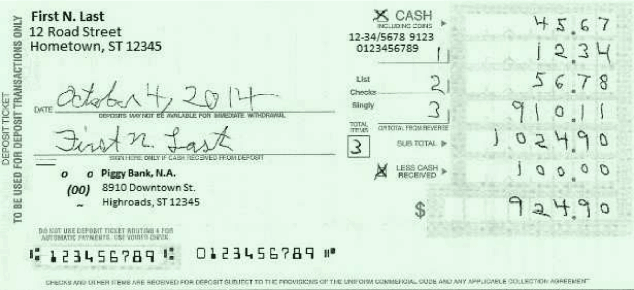 First N. Last
12 Road Street
Hometown, ST 12345
CASH
INCLUDING COINS
45.67
12-34/5678 9123
0123456789
1
12.34
List
Checks
Singly
2
56.78
3
910.11
TOTAL
ITEMS
3
OR TOTAL FROM REVERSE
SUB TOTAL
1024.90
LESS CASH
RECEIVED
100.00
$
924.90
DEPOSIT TICKET
TO BE USED FOR DEPOSIT TRANSACTIONS ONLY
DATE October 4, 2014
DEPOSITS MAY NOT BE AVAILABLE FOR IMMEDIATE WITHDRAWAL
First N. Last
SIGN HERE ONLY IF CASH RECEIVED FROM DEPOSIT
o o Piggy Bank, N.A.
(00) 8910 Downtown St.
~ Highroads, ST 12345
DO NOT USE DEPOSIT TICKET ROUTING # FOR
AUTOMATIC PAYMENTS. USE VOIDED CHECK.
⑆123456789⑆ 0123456789⑈
CHECKS AND OTHER ITEMS ARE RECEIVED FOR DEPOSIT SUBJECT TO THE PROVISIONS OF THE UNIFORM COMMERCIAL CODE AND ANY APPLICABLE COLLECTION AGREEMENT